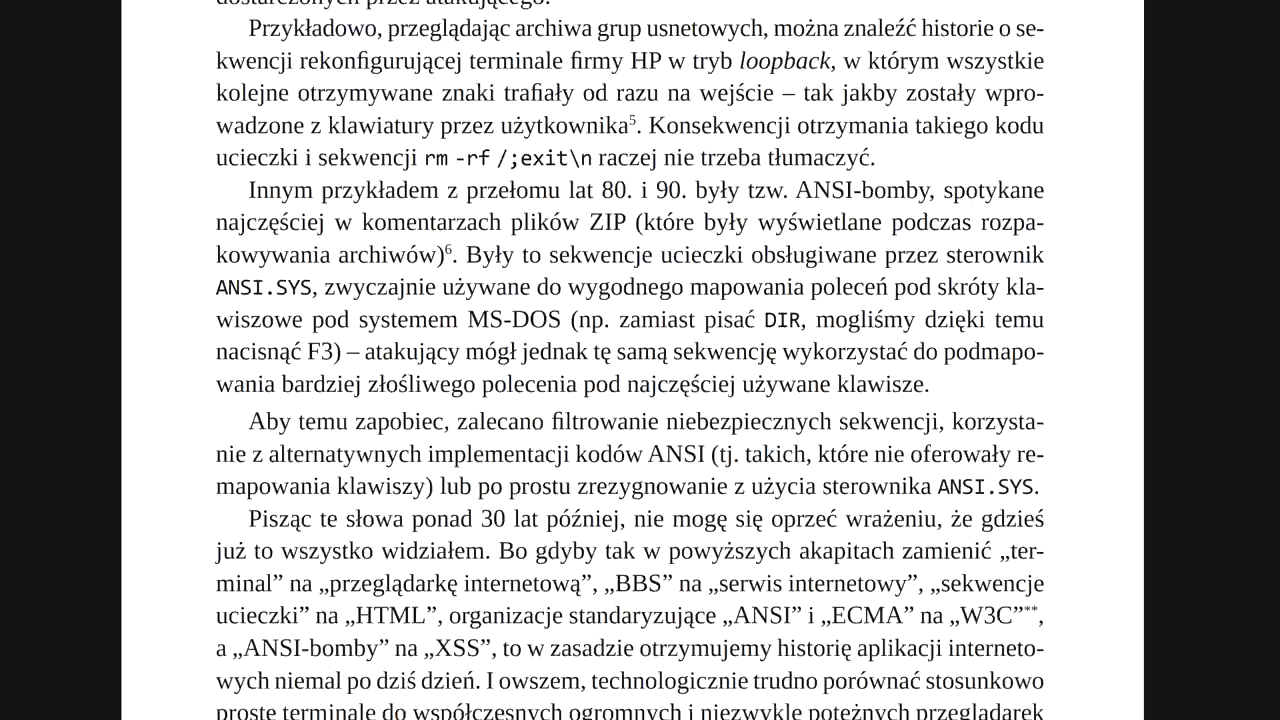 dostarczonych przez atakującego.
Przykładowo, przeglądając archiwa grup usnetowych, można znaleźć historie o se-
kwencji rekonfigurującej terminale firmy HP w tryb loopback, w którym wszystkie
kolejne otrzymywane znaki trafiały od razu na wejście – tak jakby zostały wpro-
wadzone z klawiatury przez użytkownika5. Konsekwencji otrzymania takiego kodu
ucieczki i sekwencji rm -rf /;exit\n raczej nie trzeba tłumaczyć.
Innym przykładem z przełomu lat 80. i 90. były tzw. ANSI-bomby, spotykane
najczęściej w komentarzach plików ZIP (które były wyświetlane podczas rozpa-
kowywania archiwów)6. Były to sekwencje ucieczki obsługiwane przez sterownik
ANSI.SYS, zwyczajnie używane do wygodnego mapowania poleceń pod skróty kla-
wiszowe pod systemem MS-DOS (np. zamiast pisać DIR, mogliśmy dzięki temu
nacisnąć F3) – atakujący mógł jednak tę samą sekwencję wykorzystać do podmapo-
wania bardziej złośliwego polecenia pod najczęściej używane klawisze.
Aby temu zapobiec, zalecano filtrowanie niebezpiecznych sekwencji, korzysta-
nie z alternatywnych implementacji kodów ANSI (tj. takich, które nie oferowały re-
mapowania klawiszy) lub po prostu zrezygnowanie z użycia sterownika ANSI.SYS.
Pisząc te słowa ponad 30 lat później, nie mogę się oprzeć wrażeniu, że gdzieś
już to wszystko widziałem. Bo gdyby tak w powyższych akapitach zamienić „ter-
minal” na „przeglądarkę internetową”, „BBS” na „serwis internetowy”, „sekwencje
ucieczki” na „HTML”, organizacje standaryzujące „ANSI” i „ECMA” na „W3C”**,
a „ANSI-bomby” na „XSS”, to w zasadzie otrzymujemy historię aplikacji interneto-
wych niemal po dziś dzień. I owszem, technologicznie trudno porównać stosunkowo
proste terminale do współczesnych ogromnych i niezwykle potężnych przeglądarek